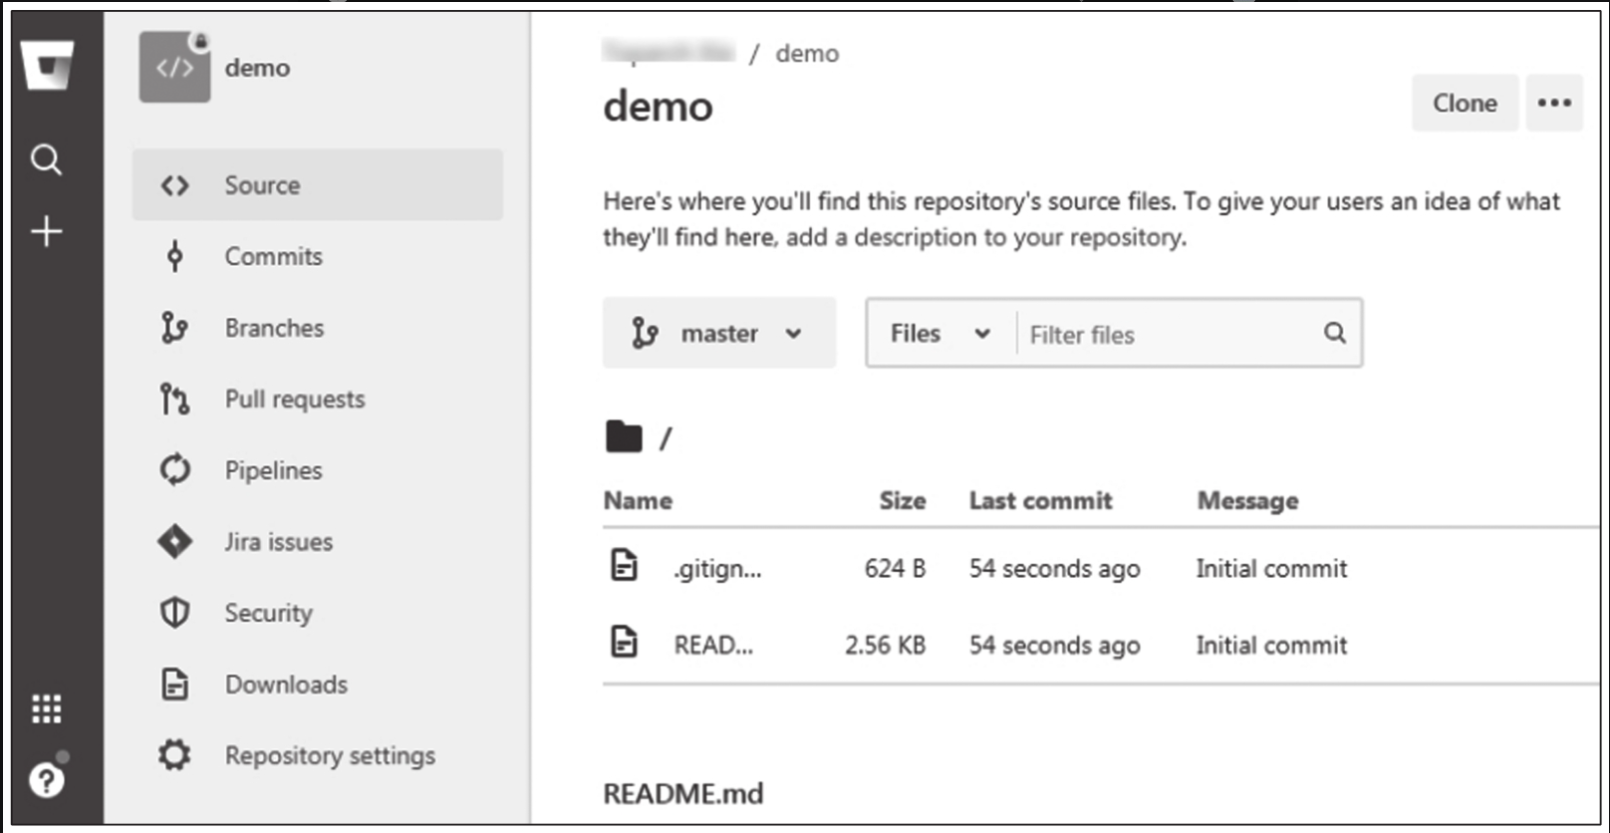 demo
Source
Commits
Branches
Pull requests
Pipelines
Jira issues
Security
Downloads
Repository settings
/ demo
demo
Clone
Here's where you'll find this repository's source files. To give your users an idea of what
they'll find here, add a description to your repository.
master
Files Filter files
/
Name Size Last commit Message
.gitign... 624 B 54 seconds ago Initial commit
READ... 2.56 KB 54 seconds ago Initial commit
README.md